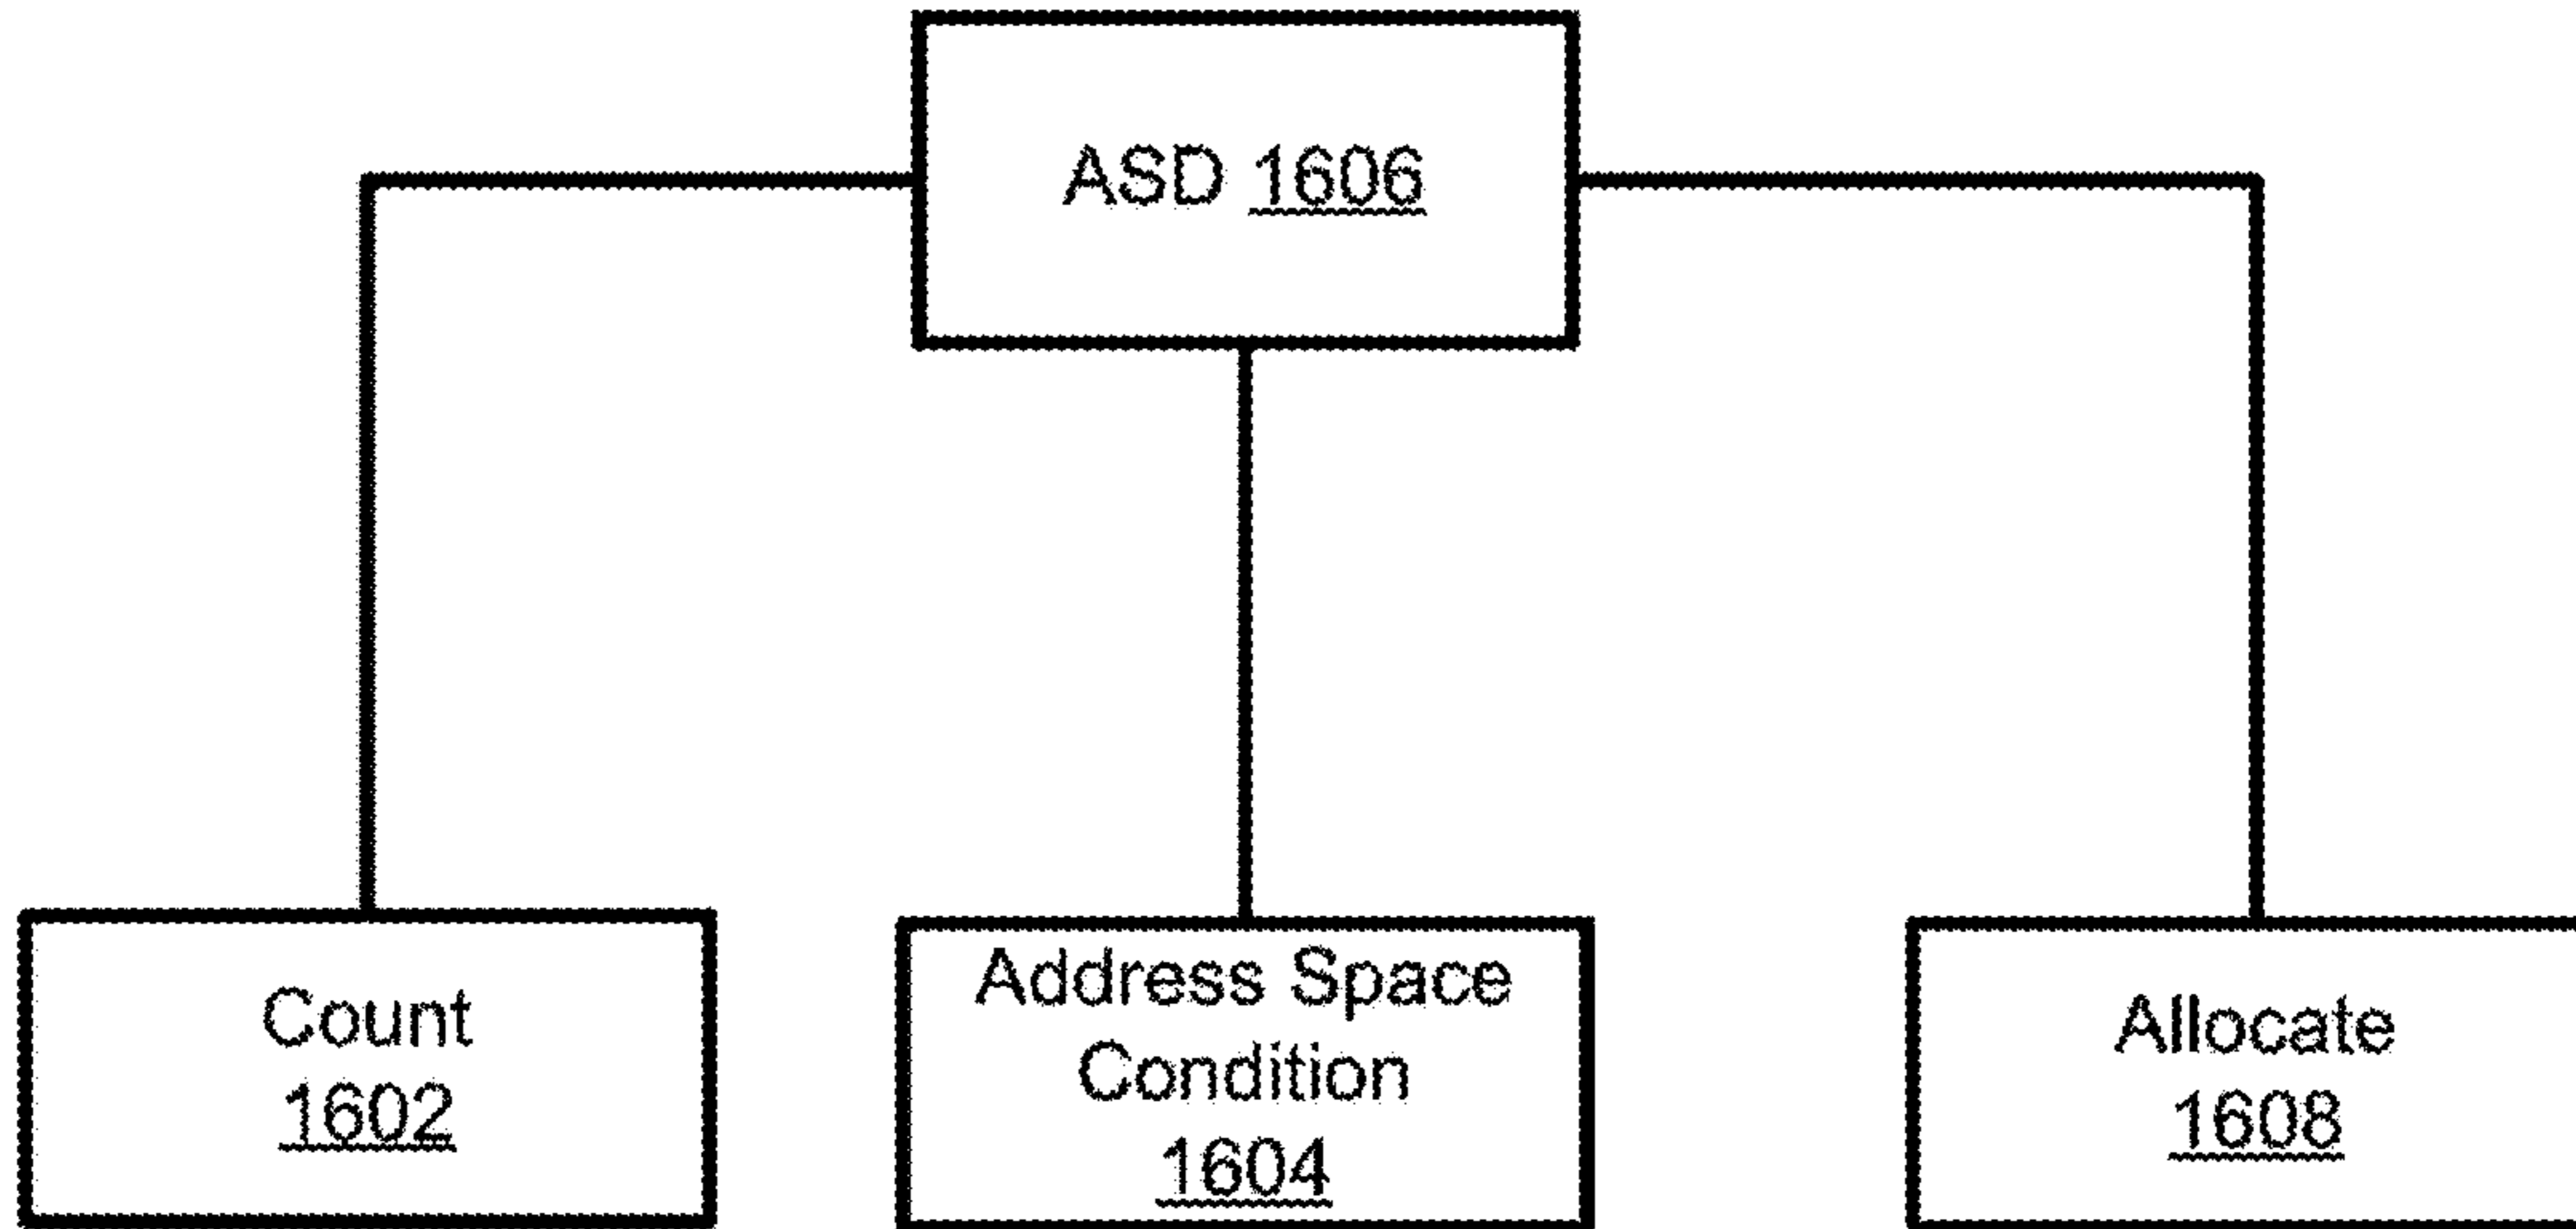 ASD 1606
Count
1602
Address Space
Condition
1604
Allocate
1608